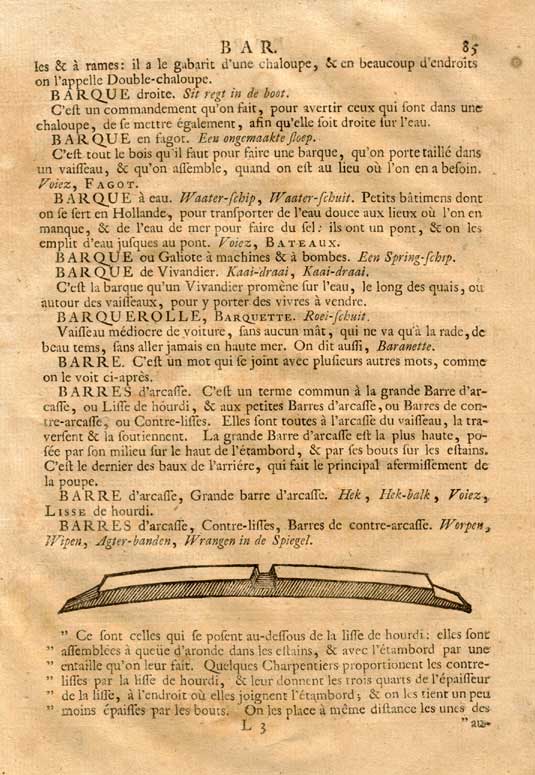 BAR. 85
les & à rames: il a le gabarit d'une chaloupe, & en beaucoup d'endroits
on l'appelle Double-chaloupe.
BARQUE droite. Sit regt in de boot.
C'est un commandement qu'on fait, pour avertir ceux qui sont dans une
chaloupe, de se mettre également, afin qu'elle soit droite sur l'eau.
BARQUE en fagot. Een ongemaakte sloep.
C'est tout le bois qu'il faut pour faire une barque, qu'on porte taillé dans
un vaisseau, & qu'on assemble, quand on est au lieu où l'on en a besoin.
Voiez, FAGOT.
BARQUE à eau. Waater-schip, Waater-schuit. Petits bâtimens dont
on se sert en Hollande, pour transporter de l'eau douce aux lieux où l'on en
manque, & de l'eau de mer pour faire du sel: ils ont un pont, & on les
emplit d'eau jusques au pont. Voiez, BATEAUX.
BARQUE ou Galiote à machines & à bombes. Een Spring-schip.
BARQUE de Vivandier. Kaai-draai, Kaai-draai.
C'est la barque qu'un Vivandier promène sur l'eau, le long des quais, ou
autour des vaisseaux, pour y porter des vivres à vendre.
BARQUEROLLE, BARQUETTE. Roei-schuit.
Vaisseau médiocre de voiture, sans aucun mât, qui ne va qu'à la rade, de
beau tems, sans aller jamais en haute mer. On dit aussi, Baranette.
BARRE. C'est un mot qui se joint avec plusieurs autres mots, comme
on le voit ci-après.
BARRES d'arcasse. C'est un terme commun à la grande Barre d'ar-
casse, ou Lisse de hourdi, & aux petites Barres d'arcasse, ou Barres de con-
tre-arcasse, ou Contre-lisses. Elles sont toutes à l'arcasse du vaisseau, la tra-
versent & la soutiennent. La grande Barre d'arcasse est la plus haute, po-
sée par son milieu sur le haut de l'étambord, & par ses bouts sur les estains.
C'est le dernier des baux de l'arriére, qui fait le principal afermissement de
la poupe.
BARRE d'arcasse, Grande barre d'arcasse. Hek, Hek-balk, Voiez,
LISSE de hourdi.
BARRES d'arcasse, Contre-lisses, Barres de contre-arcasse. Worpen,
Wipen, Agter-banden, Wrangen in de Spiegel.
" Ce sont celles qui se posent au-dessous de la lisse de hourdi: elles sont
" assemblées à queüe d'aronde dans les estains, & avec l'étambord par une
" entaille qu'on leur fait. Quelques Charpentiers proportionent les contre-
" lisses par la lisse de hourdi, & leur donnent les trois quarts de l'épaisseur
" de la lisse, à l'endroit où elles joignent l'étambord; & on les tient un peu
" moins épaisses par les bouts. On les place à même distance les unes des
L 3 " au-